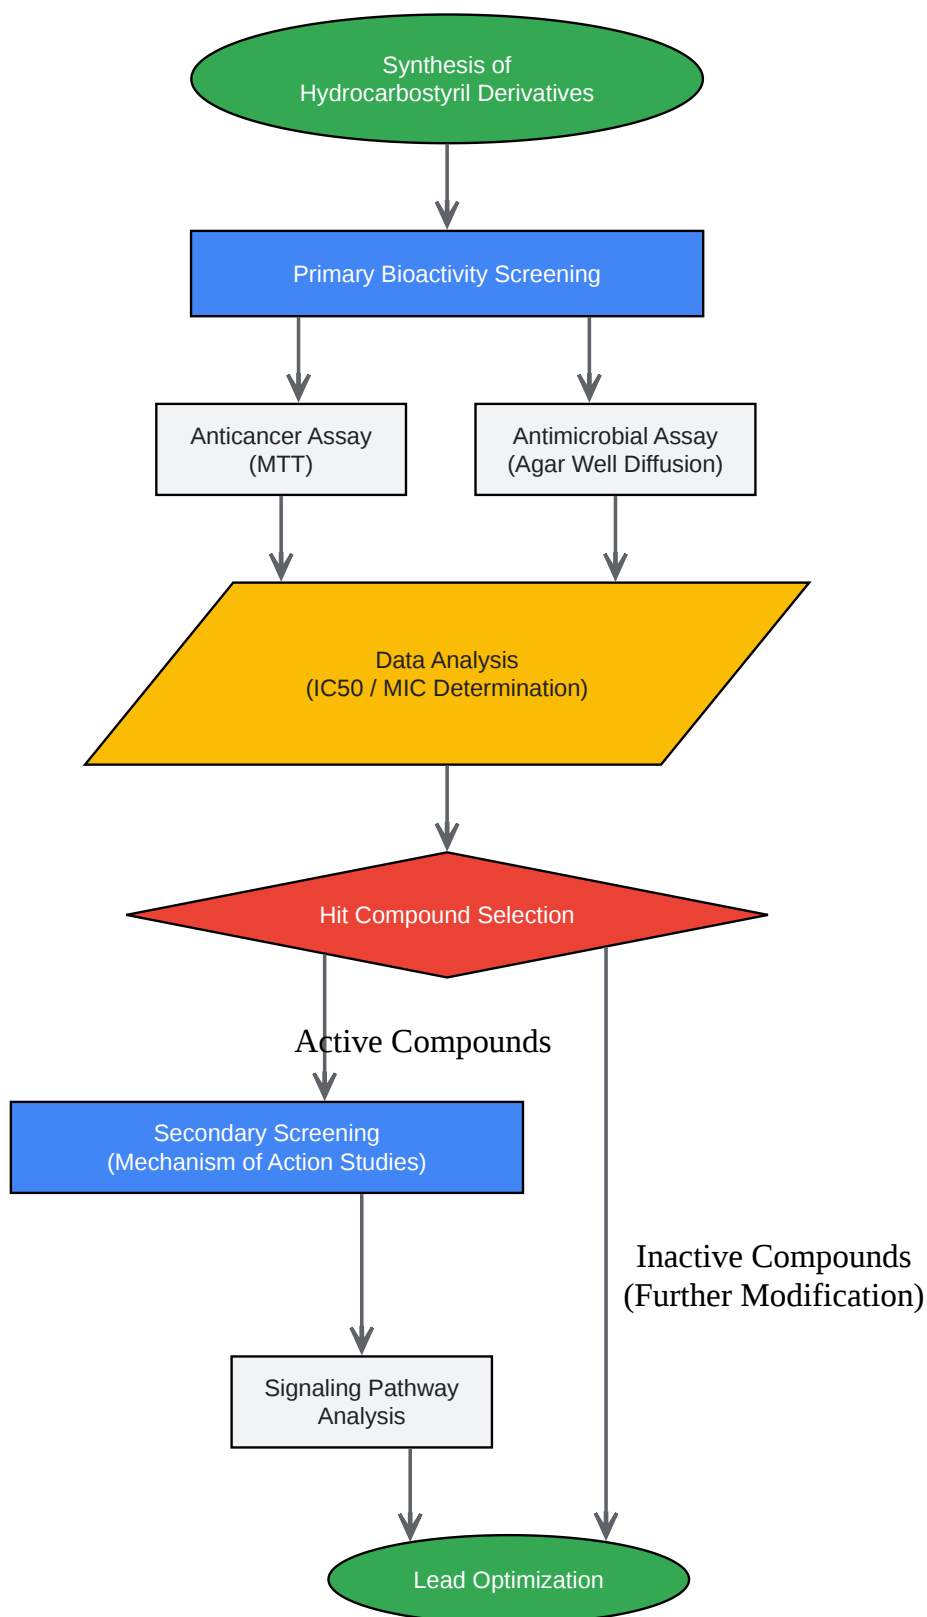 Synthesis of
Hydrocarbostyril Derivatives
Primary Bioactivity Screening
Anticancer Assay
(MTT)
Antimicrobial Assay
(Agar Well Diffusion)
Data Analysis
(IC50 / MIC Determination)
Hit Compound Selection
Active Compounds
Secondary Screening
(Mechanism of Action Studies)
Inactive Compounds
(Further Modification)
Signaling Pathway
Analysis
Lead Optimization